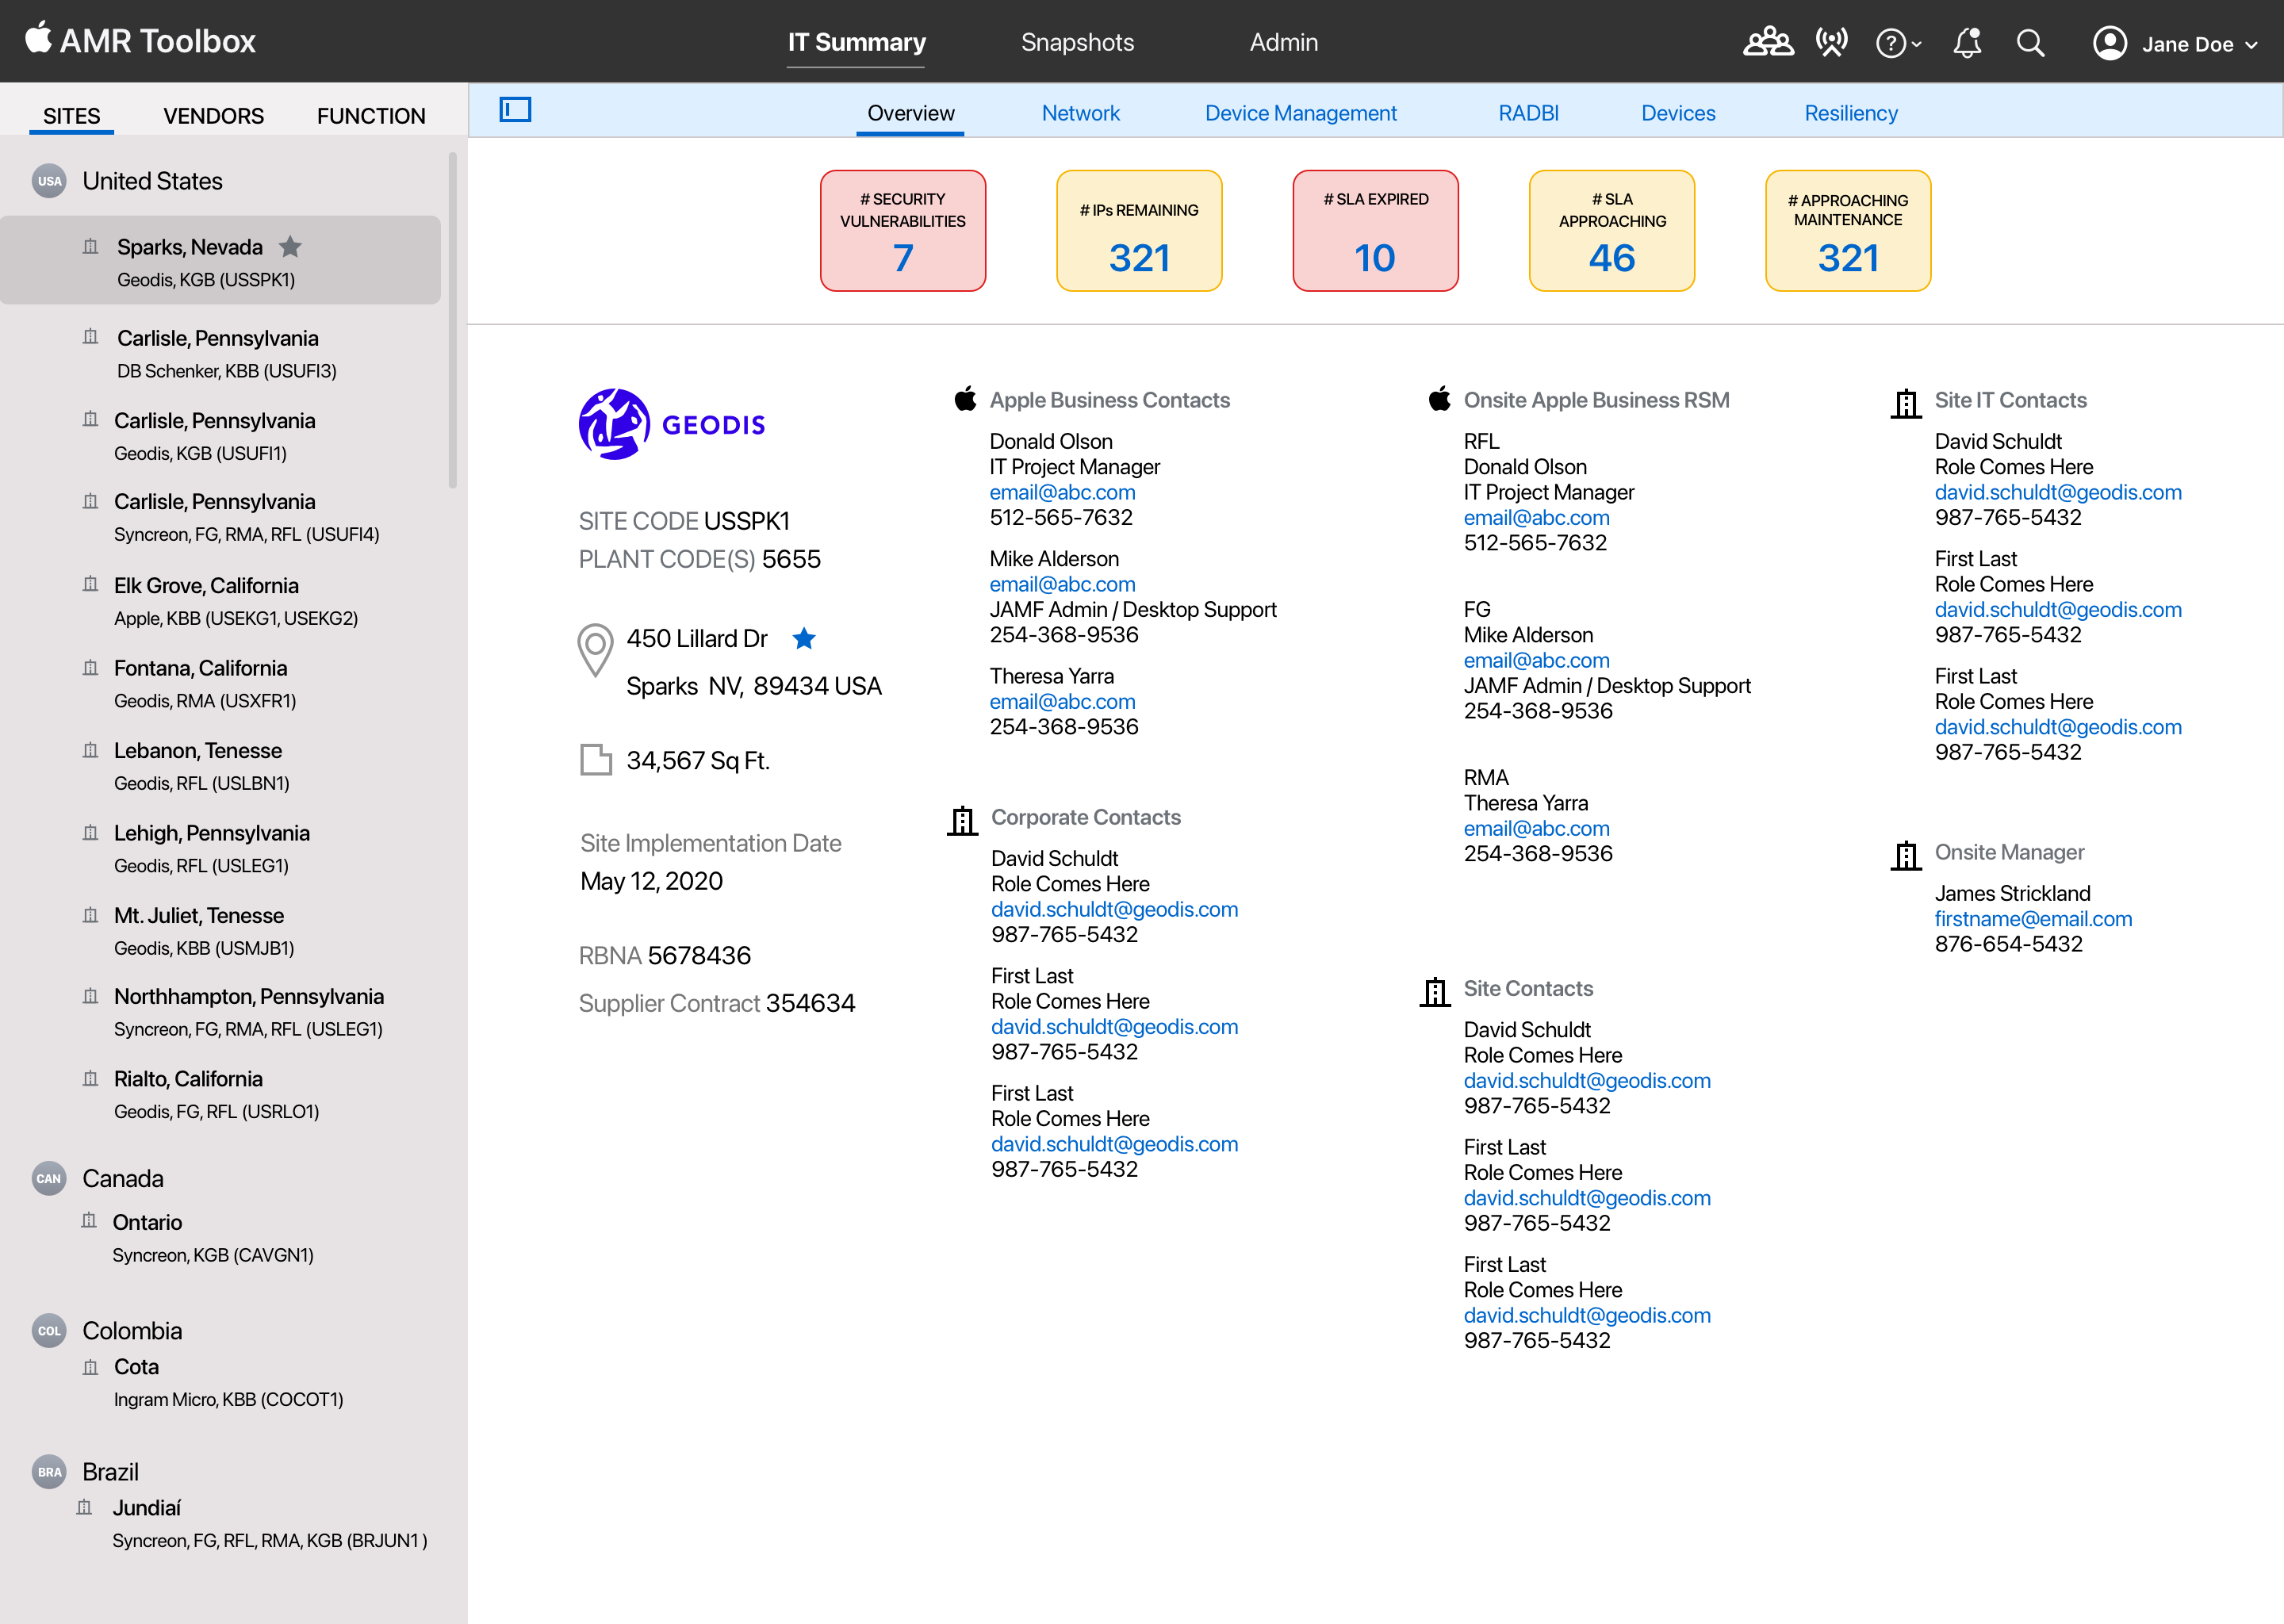 AMR Toolbox
IT Summary
Snapshots
Admin
Jane Doe
SITES
VENDORS
FUNCTION
Overview
Network
Device Management
RADBI
Devices
Resiliency
USA
United States
Sparks, Nevada
Geodis, KGB (USSPK1)
Carlisle, Pennsylvania
DB Schenker, KBB (USUFI3)
Carlisle, Pennsylvania
Geodis, KGB (USUFI1)
Carlisle, Pennsylvania
Syncreon, FG, RMA, RFL (USUFI4)
Elk Grove, California
Apple, KBB (USEKG1, USEKG2)
Fontana, California
Geodis, RMA (USXFR1)
Lebanon, Tenesse
Geodis, RFL (USLBN1)
Lehigh, Pennsylvania
Geodis, RFL (USLEG1)
Mt. Juliet, Tenesse
Geodis, KBB (USMJB1)
Northhampton, Pennsylvania
Syncreon, FG, RMA, RFL (USLEG1)
Rialto, California
Geodis, FG, RFL (USRLO1)
CAN
Canada
Ontario
Syncreon, KGB (CAVGN1)
COL
Colombia
Cota
Ingram Micro, KBB (COCOT1)
BRA
Brazil
Jundiaí
Syncreon, FG, RFL, RMA, KGB (BRJUN1 )
# SECURITY
VULNERABILITIES
7
# IPs REMAINING
321
# SLA EXPIRED
10
# SLA
APPROACHING
46
# APPROACHING
MAINTENANCE
321
GEODIS
SITE CODE USSPK1
PLANT CODE(S) 5655
450 Lillard Dr
Sparks NV, 89434 USA
34,567 Sq Ft.
Site Implementation Date
May 12, 2020
RBNA 5678436
Supplier Contract 354634
Apple Business Contacts
Donald Olson
IT Project Manager
email@abc.com
512-565-7632
Mike Alderson
email@abc.com
JAMF Admin / Desktop Support
254-368-9536
Theresa Yarra
email@abc.com
254-368-9536
Corporate Contacts
David Schuldt
Role Comes Here
david.schuldt@geodis.com
987-765-5432
First Last
Role Comes Here
david.schuldt@geodis.com
987-765-5432
First Last
Role Comes Here
david.schuldt@geodis.com
987-765-5432
Onsite Apple Business RSM
RFL
Donald Olson
IT Project Manager
email@abc.com
512-565-7632
FG
Mike Alderson
email@abc.com
JAMF Admin / Desktop Support
254-368-9536
RMA
Theresa Yarra
email@abc.com
254-368-9536
Site Contacts
David Schuldt
Role Comes Here
david.schuldt@geodis.com
987-765-5432
First Last
Role Comes Here
david.schuldt@geodis.com
987-765-5432
First Last
Role Comes Here
david.schuldt@geodis.com
987-765-5432
Site IT Contacts
David Schuldt
Role Comes Here
david.schuldt@geodis.com
987-765-5432
First Last
Role Comes Here
david.schuldt@geodis.com
987-765-5432
First Last
Role Comes Here
david.schuldt@geodis.com
987-765-5432
Onsite Manager
James Strickland
firstname@email.com
876-654-5432